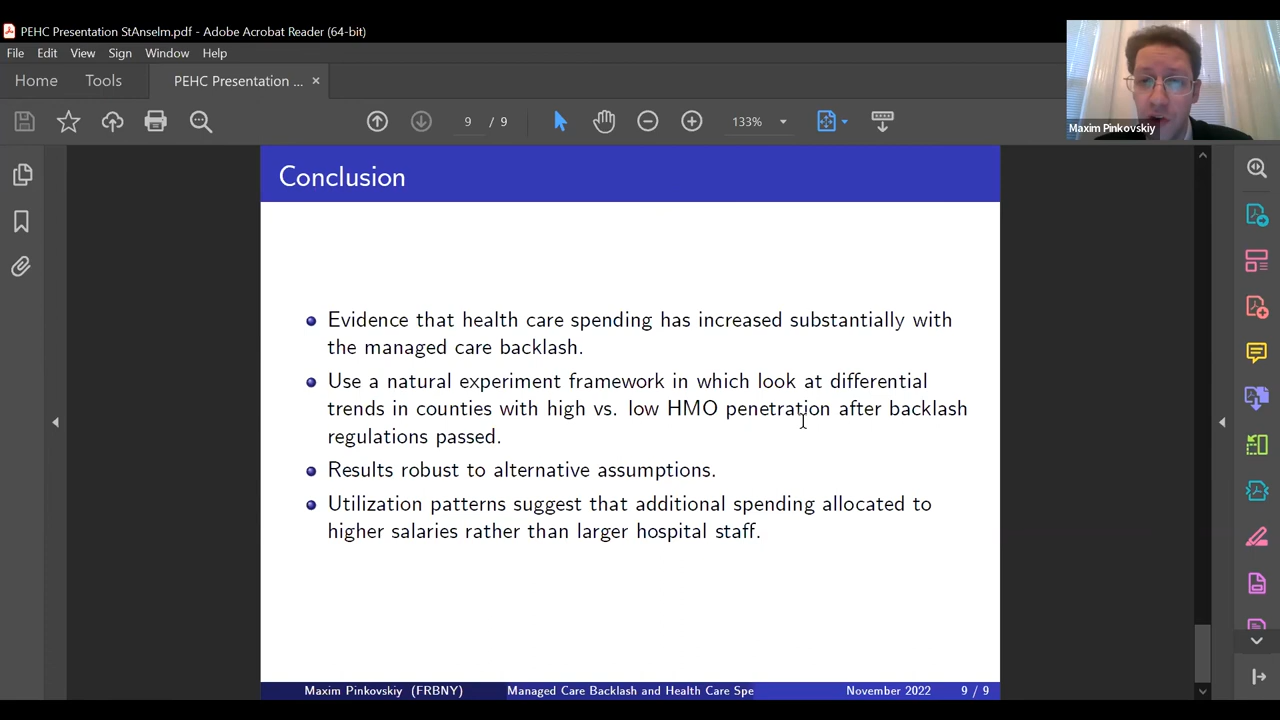 PEHC Presentation StAnselm.pdf - Adobe Acrobat Reader (64-bit)
File Edit View Sign Window Help
Home Tools PEHC Presentation ... ×
9 / 9 133%
Maxim Pinkovskiy
Conclusion
Evidence that health care spending has increased substantially with
the managed care backlash.
Use a natural experiment framework in which look at differential
trends in counties with high vs. low HMO penetration after backlash
regulations passed.
Results robust to alternative assumptions.
Utilization patterns suggest that additional spending allocated to
higher salaries rather than larger hospital staff.
Maxim Pinkovskiy (FRBNY) Managed Care Backlash and Health Care Spe November 2022 9 / 9